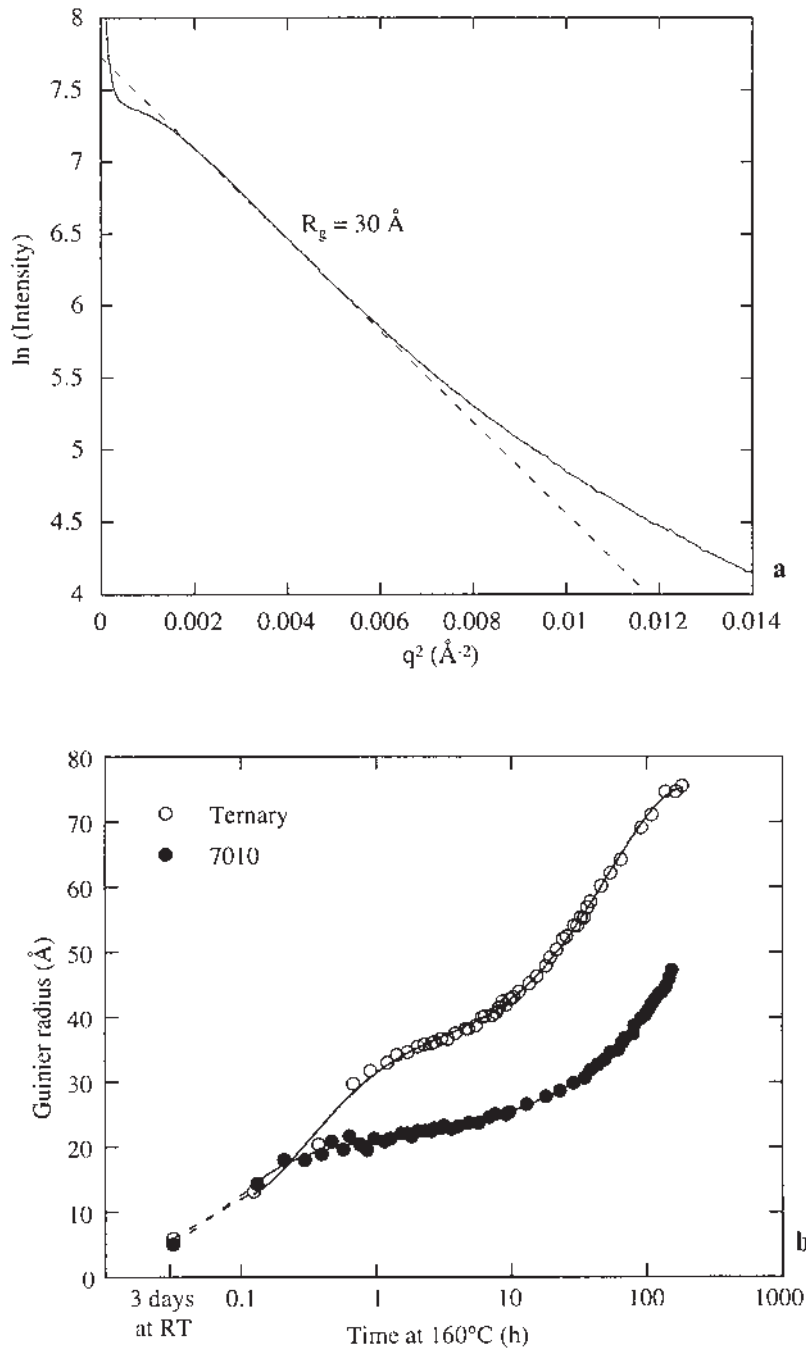 8
7.5
7
6.5
6
5.5
5
4.5
4
ln (Intensity)
R_g = 30 Å
0 0.002 0.004 0.006 0.008 0.01 0.012 0.014
q² (Å⁻²)
a
80
70
60
50
40
30
20
10
0
Guinier radius (Å)
Ternary
7010
3 days at RT
0.1 1 10 100 1000
Time at 160°C (h)
b